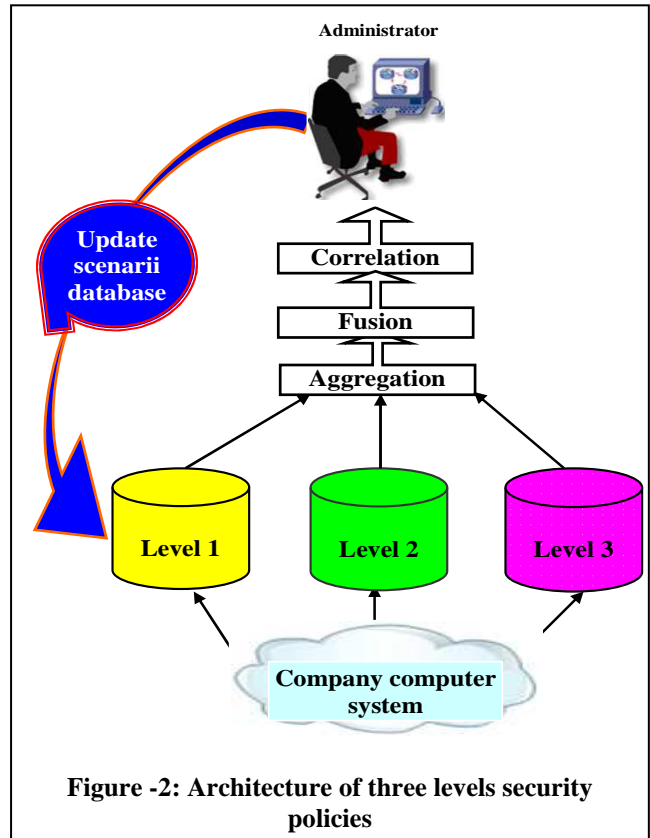 Administrator
Update
scenarii
database
Correlation
Fusion
Aggregation
Level 1
Level 2
Level 3
Company computer
system
Figure -2: Architecture of three levels security
policies